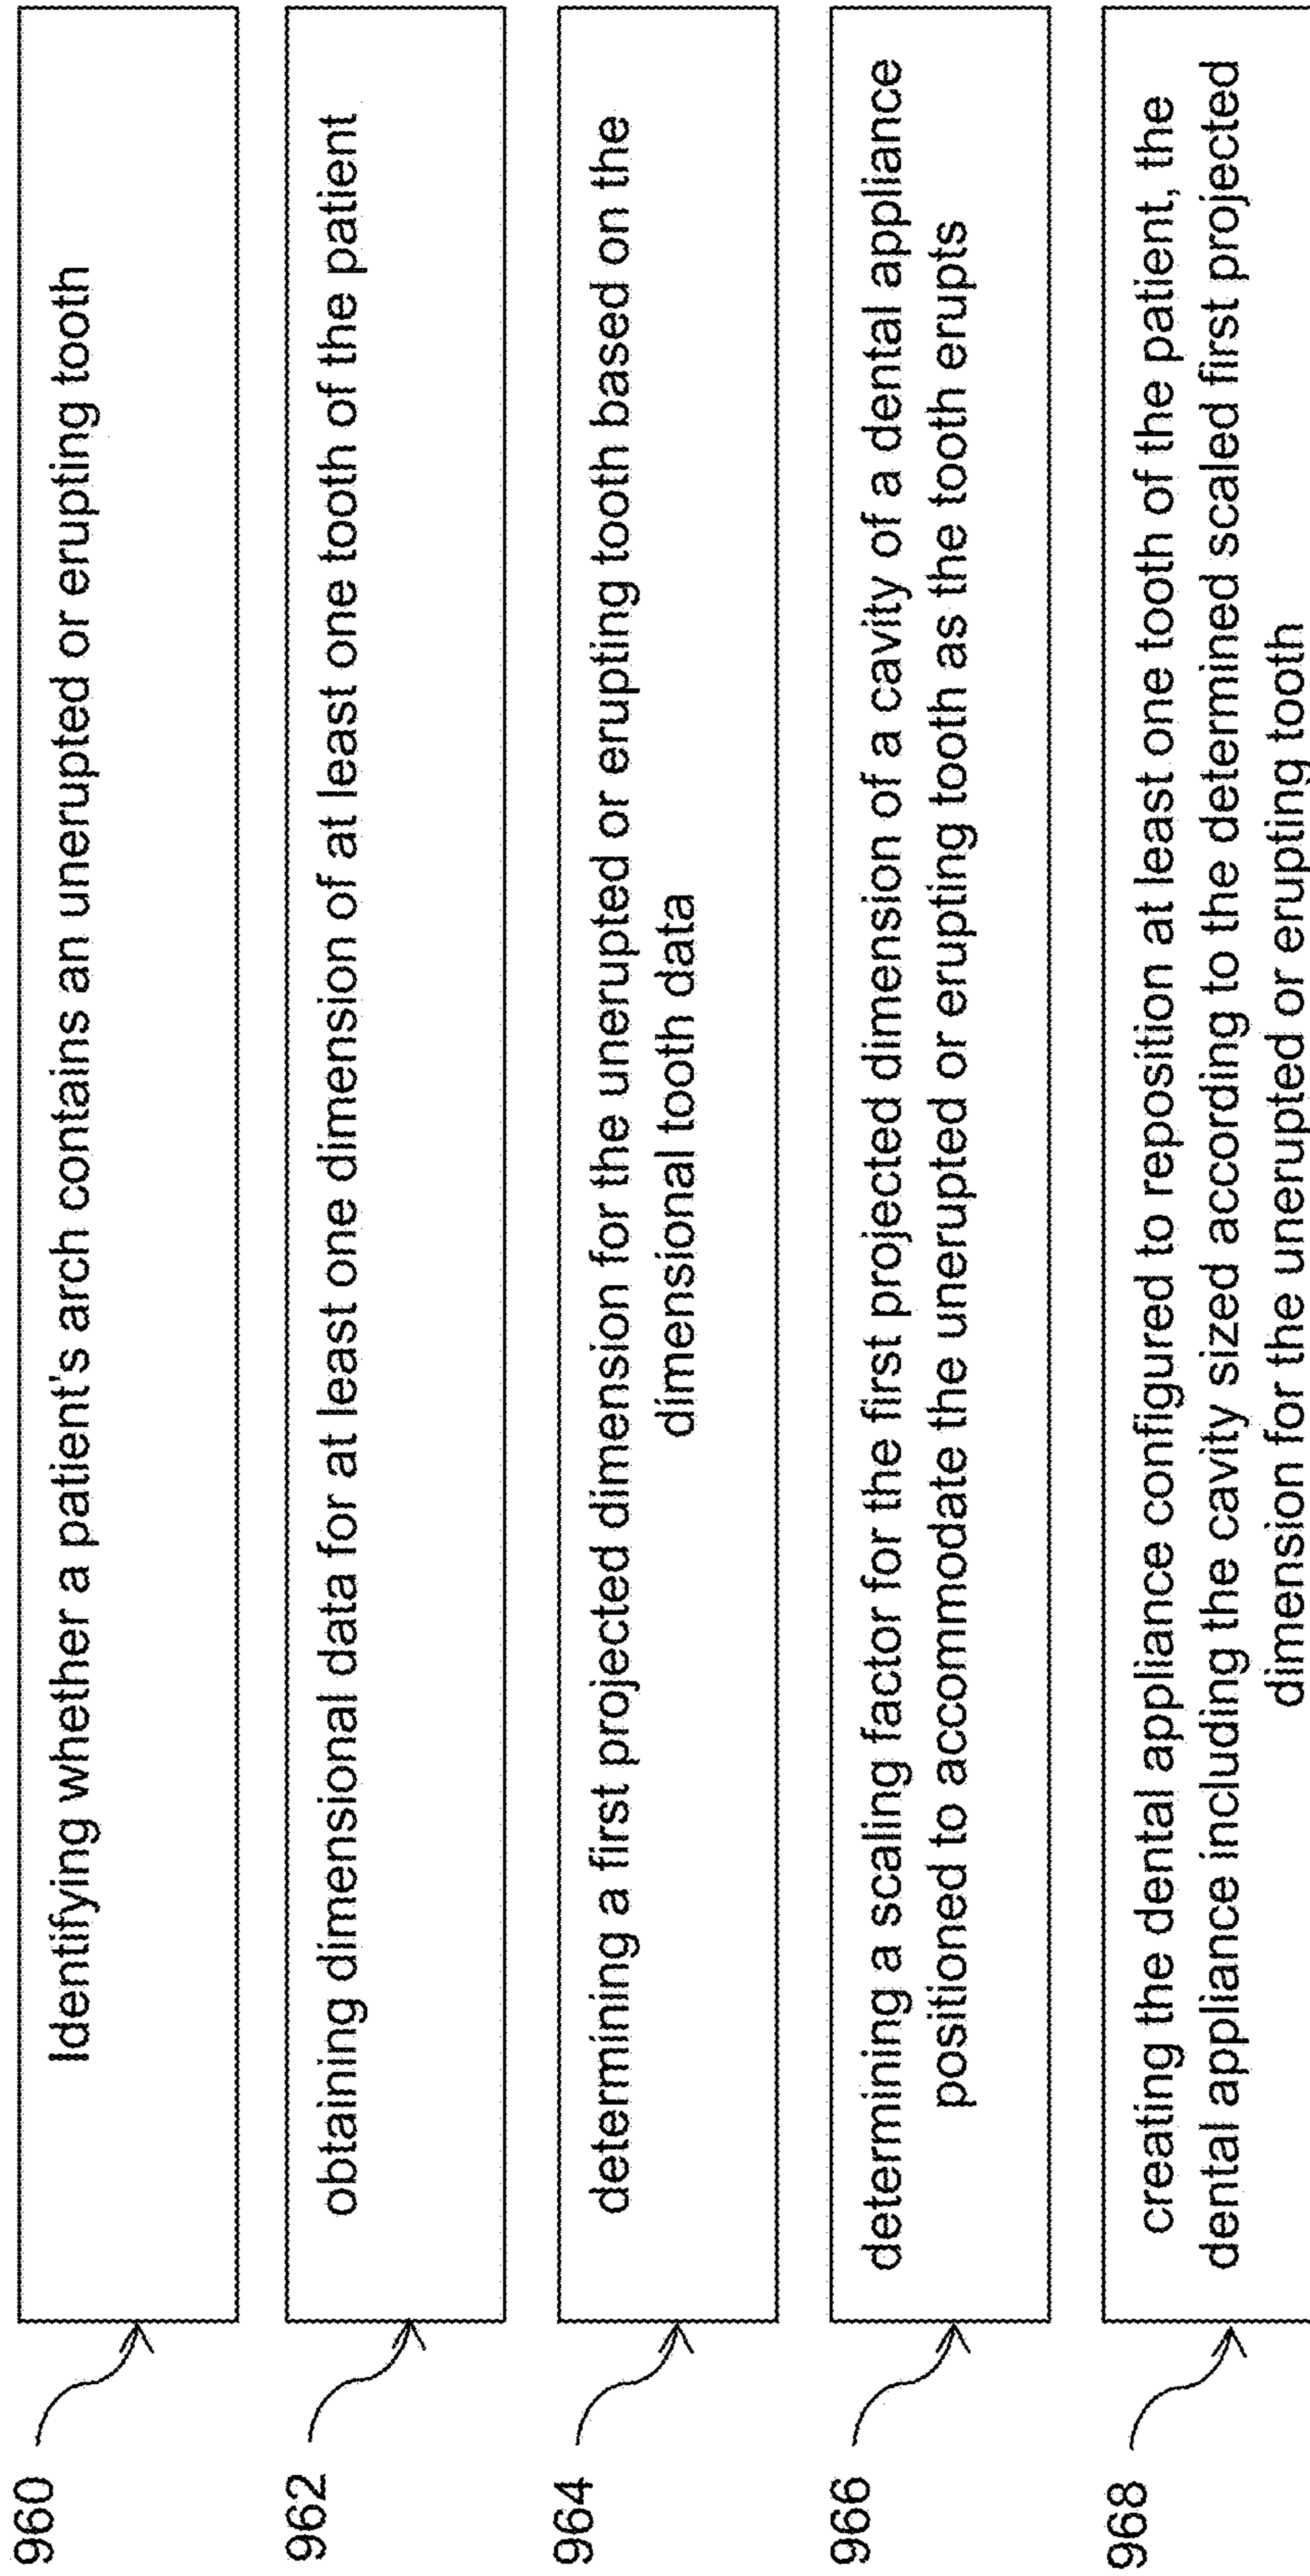 960
Identifying whether a patient's arch contains an unerupted or erupting tooth
962
obtaining dimensional data for at least one dimension of at least one tooth of the patient
964
determining a first projected dimension for the unerupted or erupting tooth based on the
dimensional tooth data
966
determining a scaling factor for the first projected dimension of a cavity of a dental appliance
positioned to accommodate the unerupted or erupting tooth as the tooth erupts
968
creating the dental appliance configured to reposition at least one tooth of the patient, the
dental appliance including the cavity sized according to the determined scaled first projected
dimension for the unerupted or erupting tooth